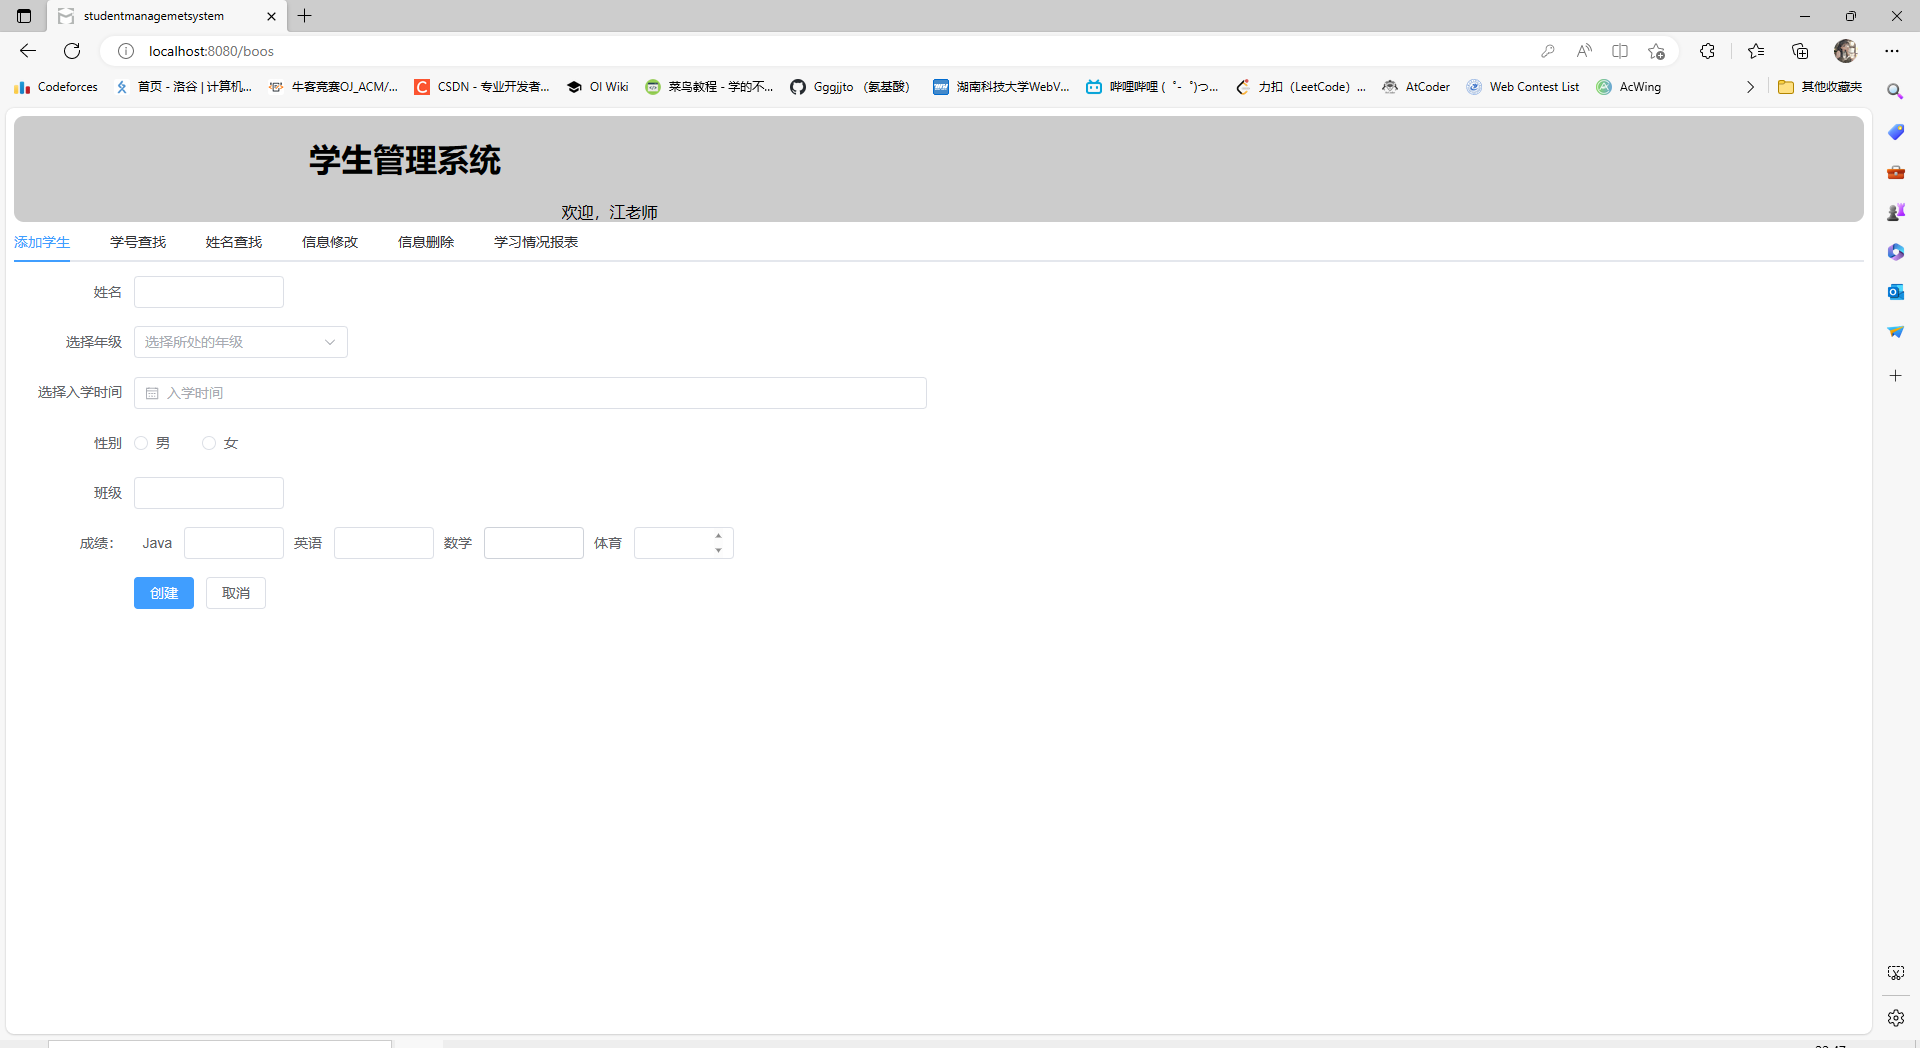 studentmanagemetsystem
localhost:8080/boos
Codeforces
首页 - 洛谷 | 计算机...
牛客竞赛OJ_ACM/...
CSDN - 专业开发者...
OI Wiki
菜鸟教程 - 学的不...
Gggjjto （氨基酸）
湖南科技大学WebV...
哔哩哔哩 (゜-゜)つ...
力扣（LeetCode）...
AtCoder
Web Contest List
AcWing
其他收藏夹
学生管理系统
欢迎，江老师
添加学生 学号查找 姓名查找 信息修改 信息删除 学习情况报表
姓名
选择年级 选择所处的年级
选择入学时间 入学时间
性别 男 女
班级
成绩： Java 英语 数学 体育
创建 取消